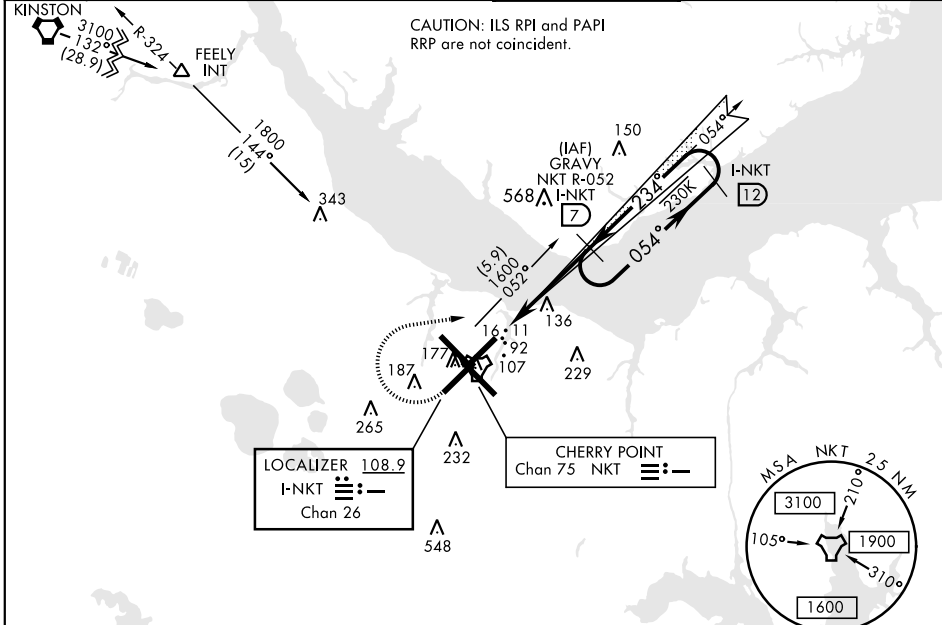 KINSTON
3100
132°
(28.9)
R-324
FEELY
INT
1800
144°
(15)
343
CAUTION: ILS RPI and PAPI
RRP are not coincident.
150
(IAF)
GRAVY
NKT R-052
I-NKT
7
568
234°
054°
230K
054°
I-NKT
12
(5.9)
1600
052°
136
16
11
92
107
177
187
229
265
232
548
LOCALIZER 108.9
I-NKT
Chan 26
CHERRY POINT
Chan 75 NKT
MSA NKT 25 NM
3100
210°
105°
1900
310°
1600